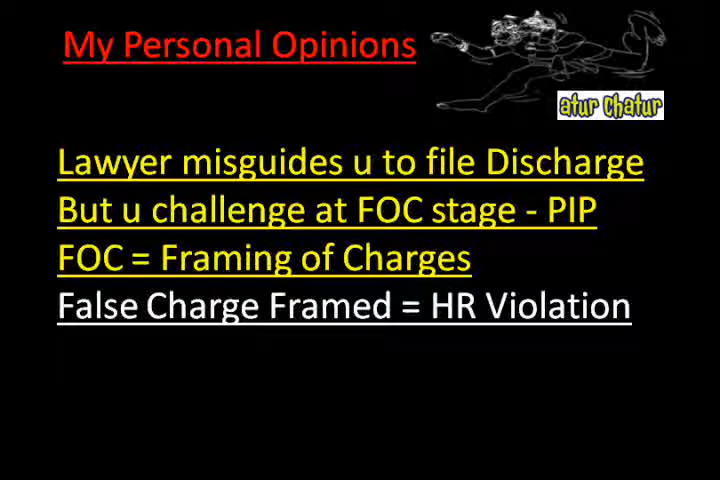 My Personal Opinions
atur chatur
Lawyer misguides u to file Discharge
But u challenge at FOC stage - PIP
FOC = Framing of Charges
False Charge Framed = HR Violation